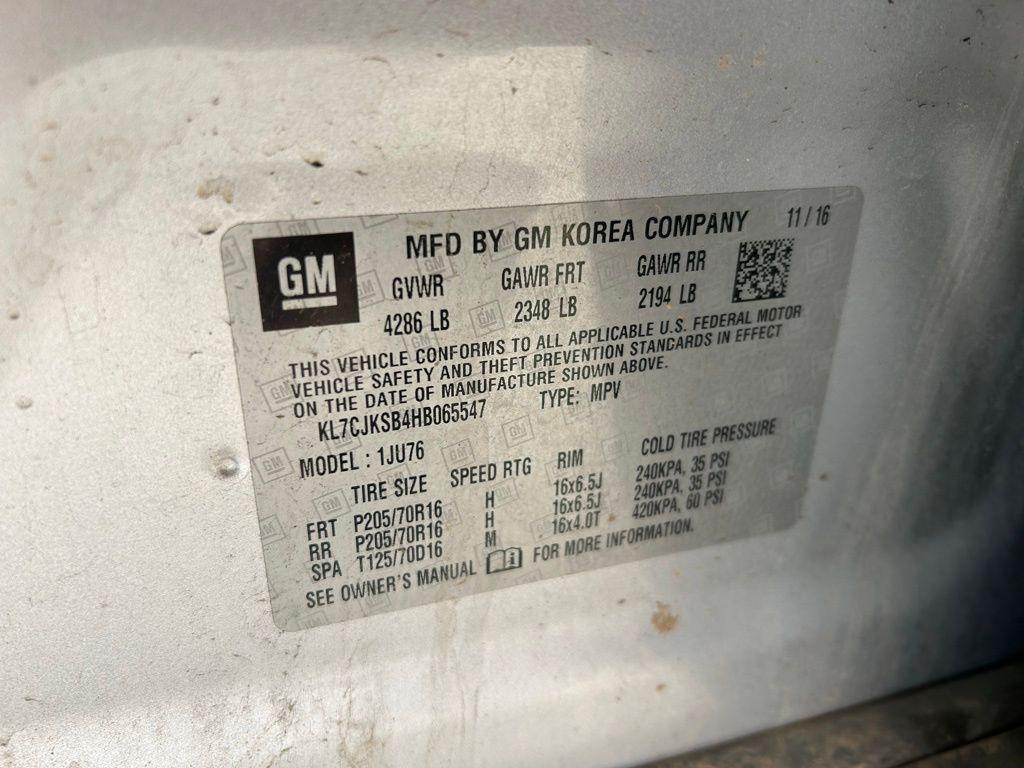 GM
MFD BY GM KOREA COMPANY 11 / 16
GVWR GAWR FRT GAWR RR
4286 LB 2348 LB 2194 LB
THIS VEHICLE CONFORMS TO ALL APPLICABLE U.S. FEDERAL MOTOR
VEHICLE SAFETY AND THEFT PREVENTION STANDARDS IN EFFECT
ON THE DATE OF MANUFACTURE SHOWN ABOVE.
KL7CJKSB4HB065547 TYPE: MPV
MODEL : 1JU76
TIRE SIZE SPEED RTG RIM COLD TIRE PRESSURE
FRT P205/70R16 H 16x6.5J 240KPA, 35 PSI
RR P205/70R16 H 16x6.5J 240KPA, 35 PSI
SPA T125/70D16 M 16x4.0T 420KPA, 60 PSI
SEE OWNER'S MANUAL FOR MORE INFORMATION.